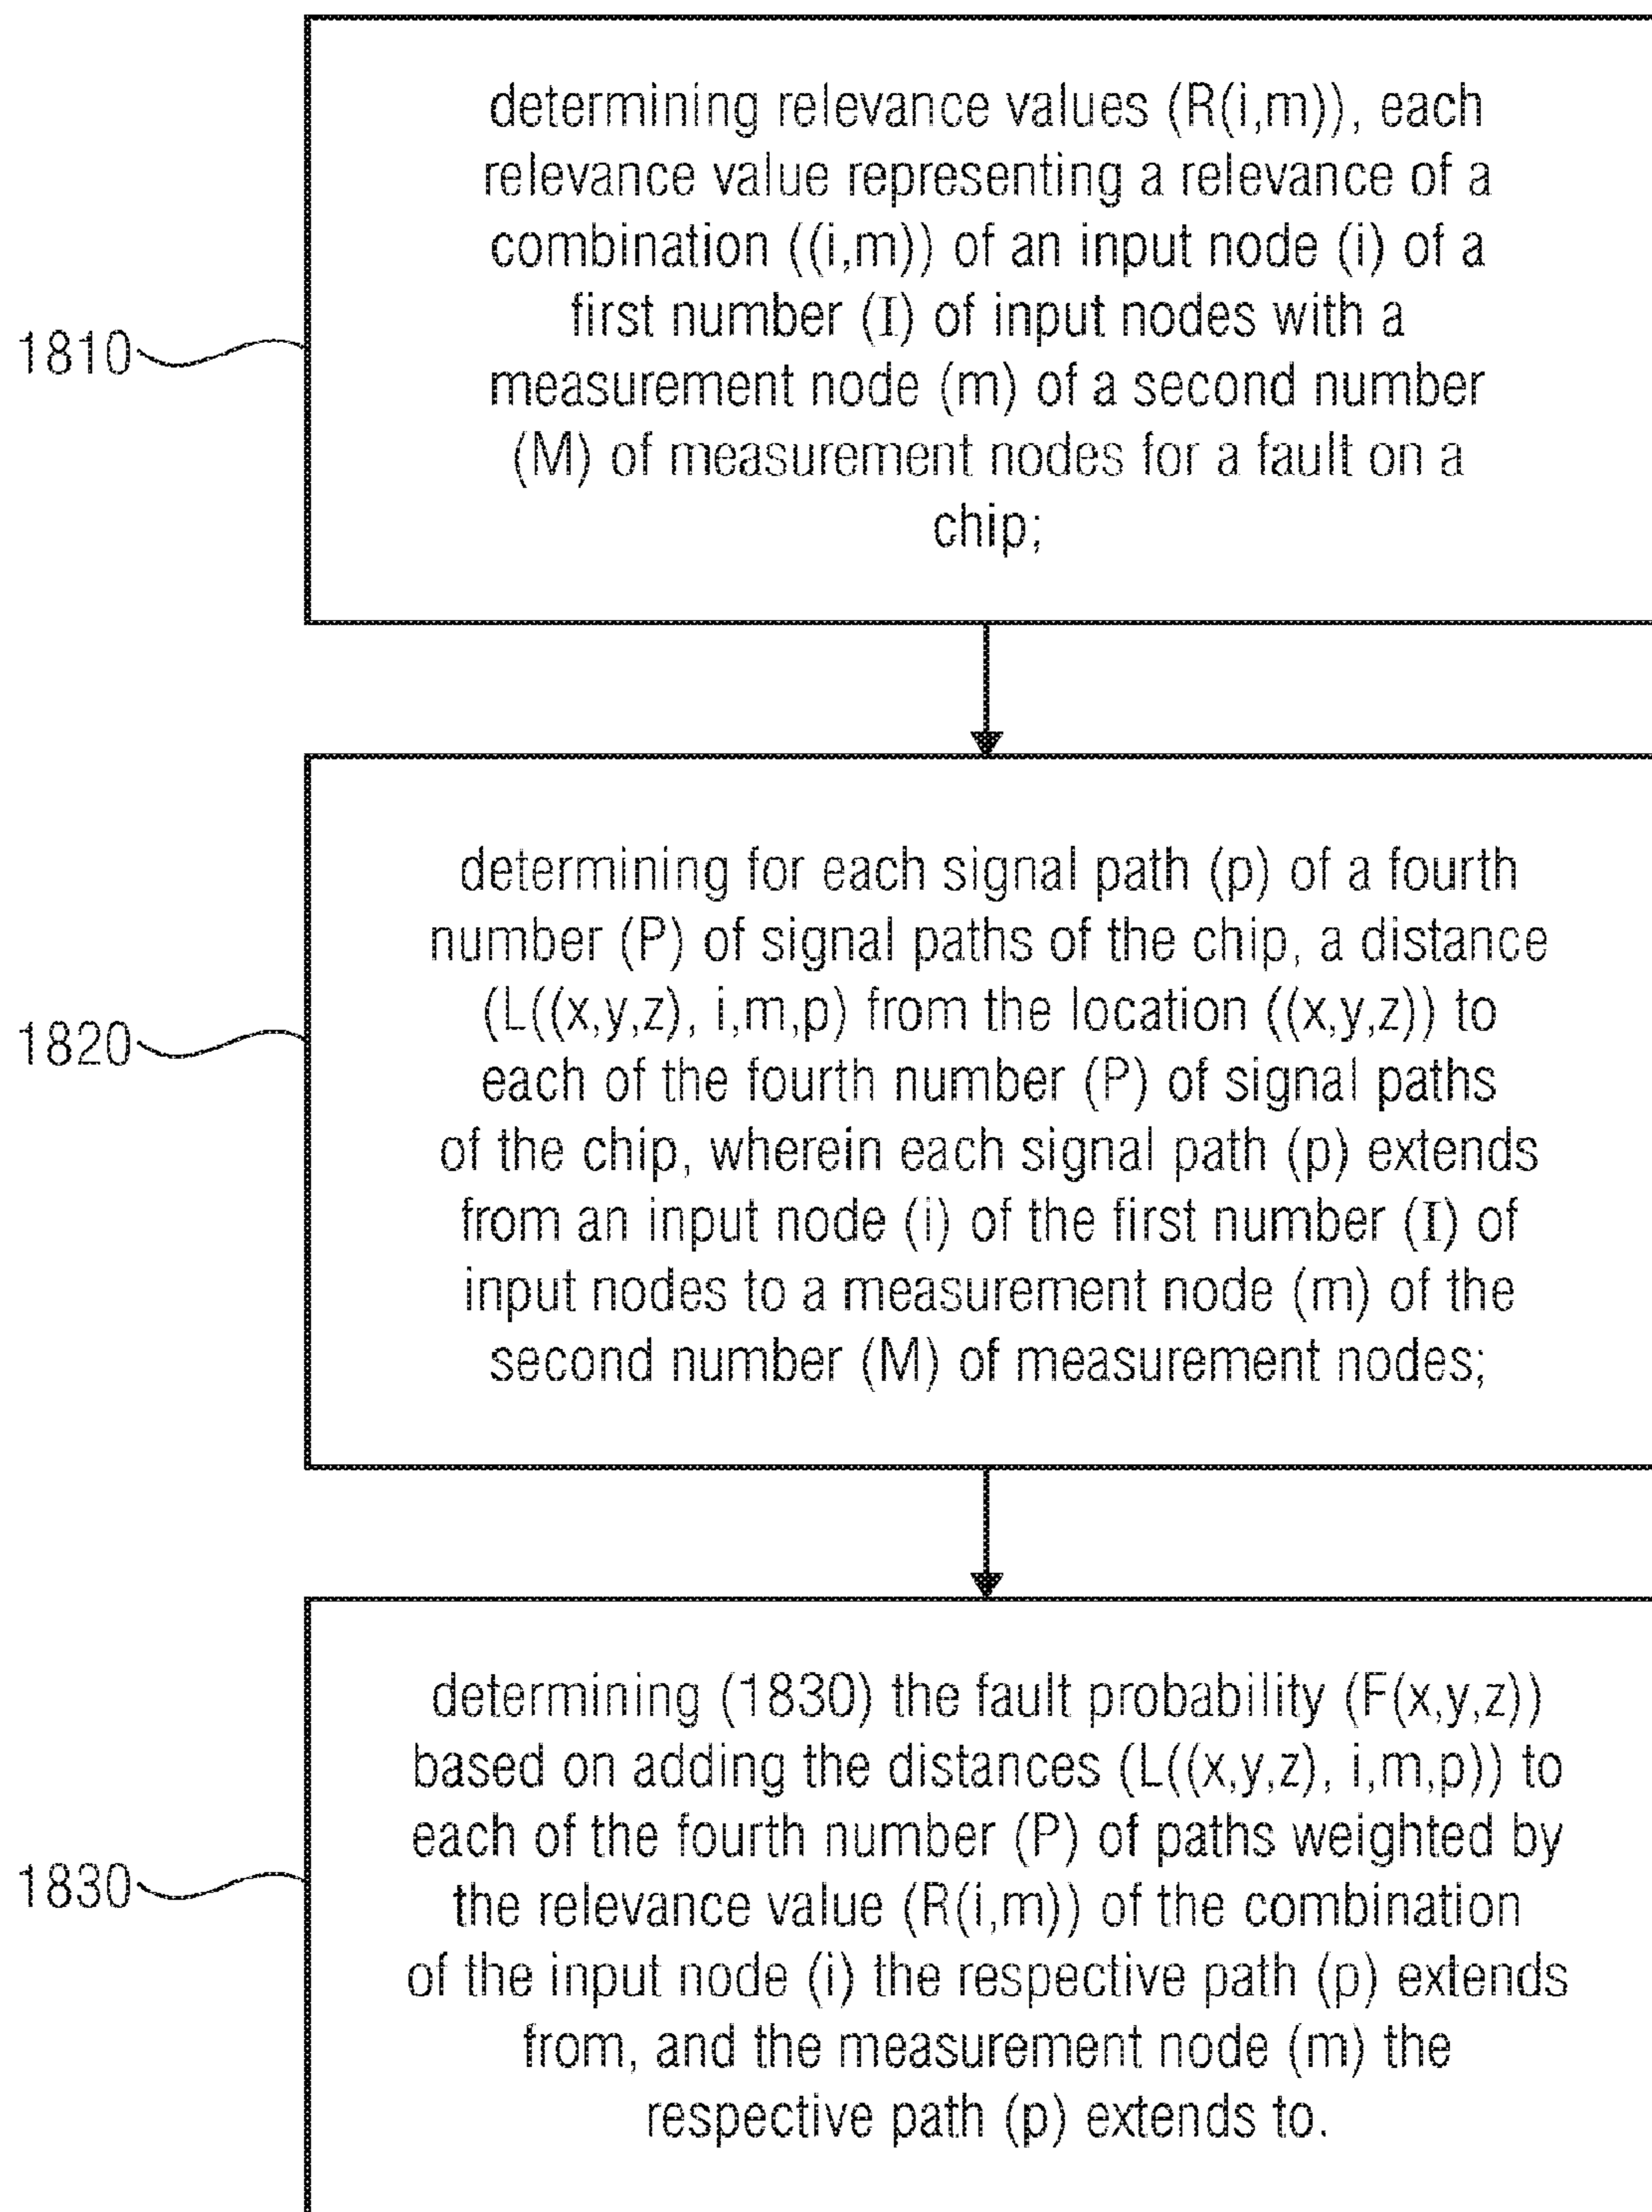 determining relevance values (R(i,m)), each
relevance value representing a relevance of a
combination ((i,m)) of an input node (i) of a
first number (I) of input nodes with a
1810
measurement node (m) of a second number
(M) of measurement nodes for a fault on a
chip;
determining for each signal path (p) of a fourth
number (P) of signal paths of the chip, a distance
(L((x,y,z), i,m,p) from the location ((x,y,z)) to
1820
each of the fourth number (P) of signal paths
of the chip, wherein each signal path (p) extends
from an input node (i) of the first number (I) of
input nodes to a measurement node (m) of the
second number (M) of measurement nodes;
determining (1830) the fault probability (F(x,y,z))
based on adding the distances (L((x,y,z), i,m,p)) to
each of the fourth number (P) of paths weighted by
1830
the relevance value (R(i,m)) of the combination
of the input node (i) the respective path (p) extends
from, and the measurement node (m) the
respective path (p) extends to.